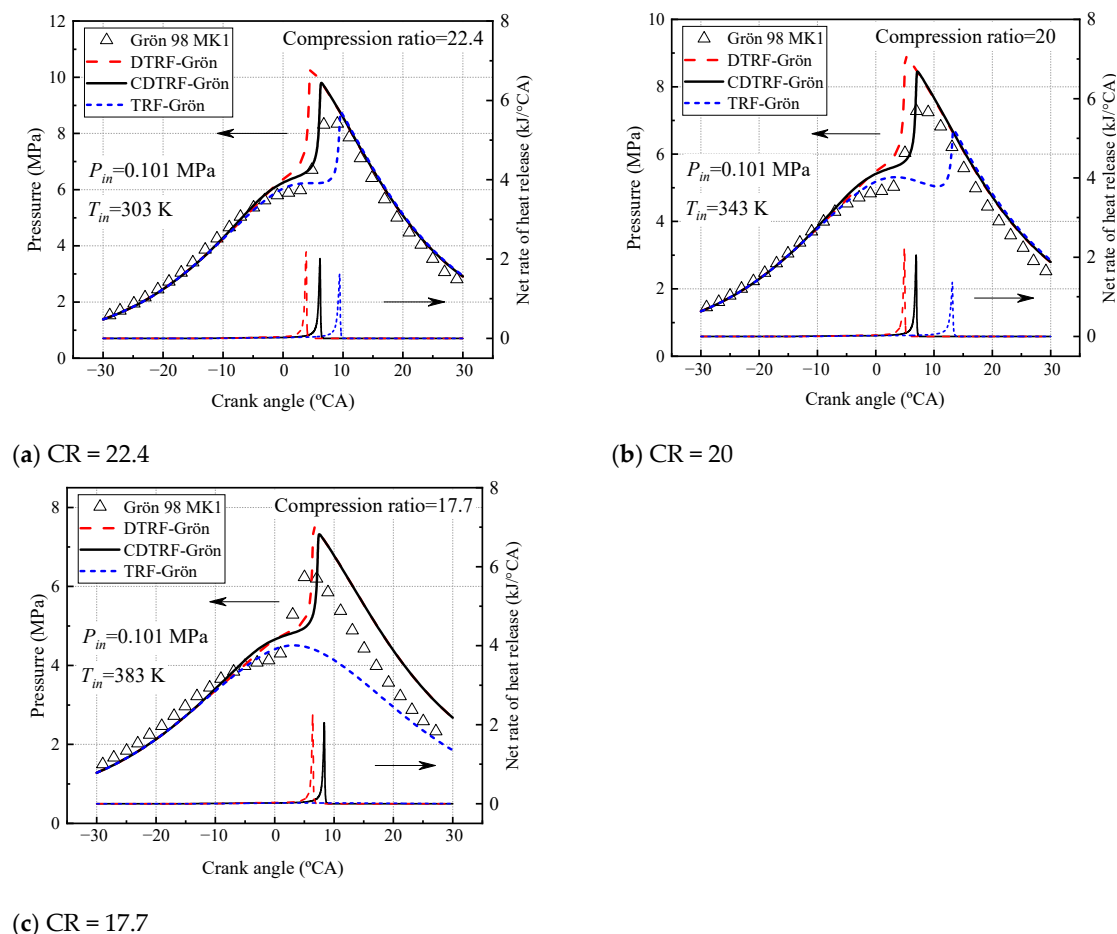 Grön 98 MK1
DTRF-Grön
CDTRF-Grön
TRF-Grön
Compression ratio=22.4
P_in=0.101 MPa
T_in=303 K
Pressurre (MPa)
Net rate of heat release (kJ/°CA)
0
2
4
6
8
10
12
0
1
2
4
6
8
−30
−20
−10
0
10
20
30
Crank angle (ºCA)
(a) CR = 22.4
Grön 98 MK1
DTRF-Grön
CDTRF-Grön
TRF-Grön
Compression ratio=20
P_in=0.101 MPa
T_in=343 K
Pressurre (MPa)
Net rate of heat release (kJ/°CA)
0
2
4
6
8
10
0
2
4
6
8
−30
−20
−10
0
10
20
30
Crank angle (ºCA)
(b) CR = 20
Grön 98 MK1
DTRF-Grön
CDTRF-Grön
TRF-Grön
Compression ratio=17.7
P_in=0.101 MPa
T_in=383 K
Pressurre (MPa)
Net rate of heat release (kJ/°CA)
0
2
4
6
8
0
2
4
6
8
−30
−20
−10
0
10
20
30
Crank angle (ºCA)
(c) CR = 17.7